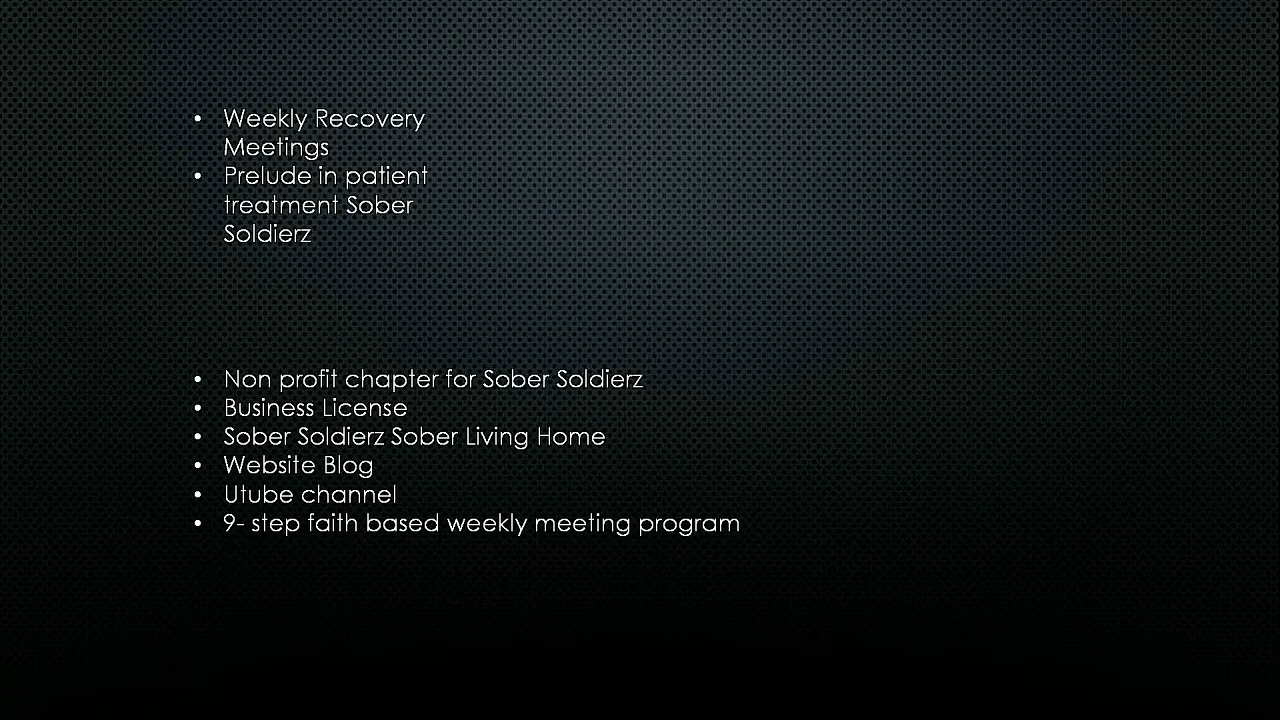 • Weekly Recovery
Meetings
• Prelude in patient
treatment Sober
Soldierz
• Non profit chapter for Sober Soldierz
• Business License
• Sober Soldierz Sober Living Home
• Website Blog
• Utube channel
• 9- step faith based weekly meeting program